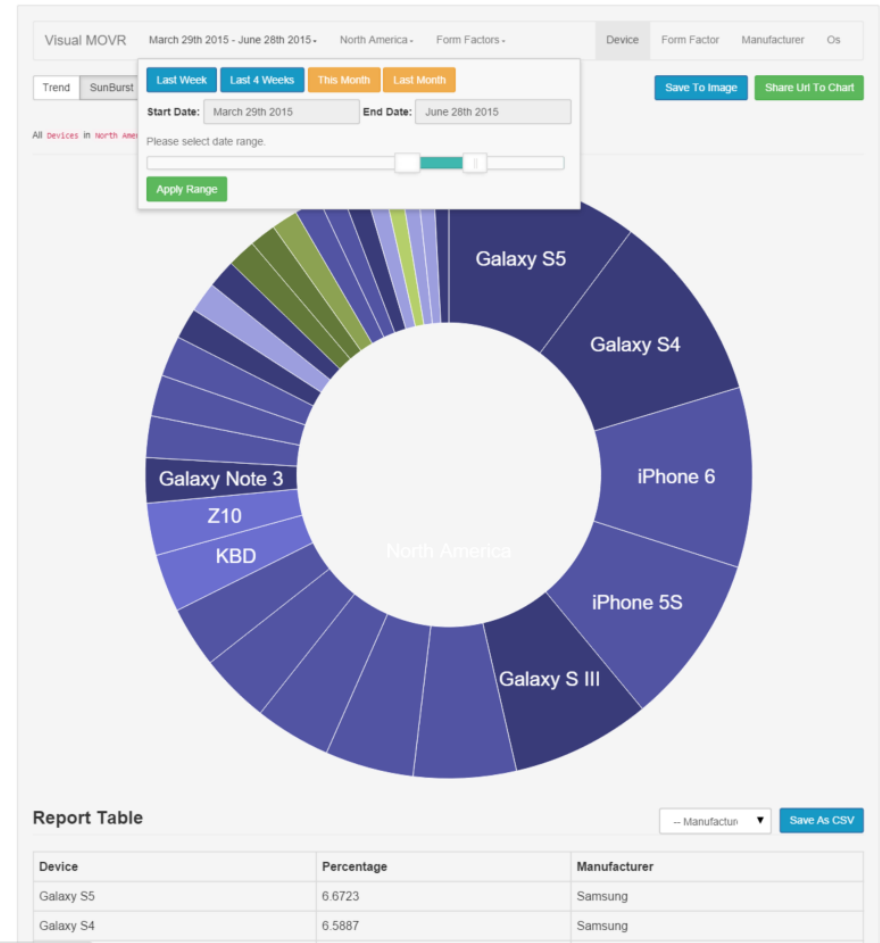 Visual MOVR March 29th 2015 - June 28th 2015 North America Form Factors Device Form Factor Manufacturer Os
Trend SunBurst Last Week Last 4 Weeks This Month Last Month Save To Image Share Url To Chart
Start Date: March 29th 2015 End Date: June 28th 2015
All Devices in North
Please select date range.
Apply Range
Galaxy S5
Galaxy S4
iPhone 6
Galaxy Note 3
Z10
KBD
North America
iPhone 5S
Galaxy S III
Report Table -- Manufactur Save As CSV
Device Percentage Manufacturer
Galaxy S5 6.6723 Samsung
Galaxy S4 6.5887 Samsung